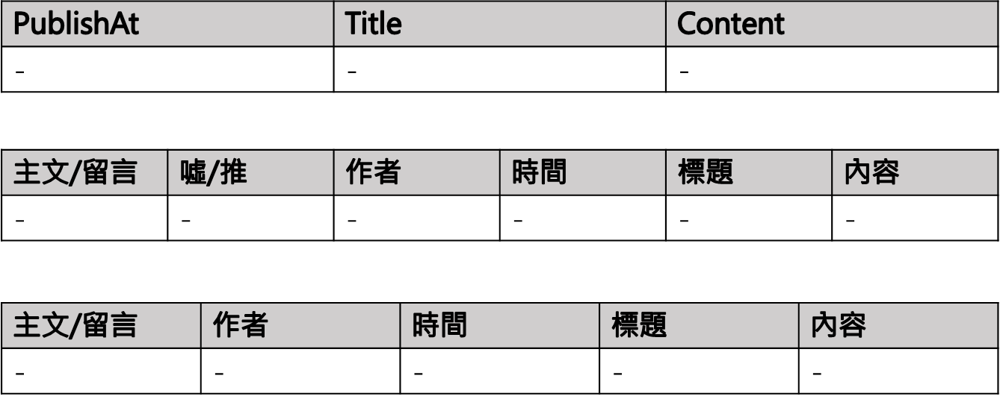 PublishAt Title Content
- - -
主文/留言 噓/推 作者 時間 標題 內容
- - - - - -
主文/留言 作者 時間 標題 內容
- - - - -